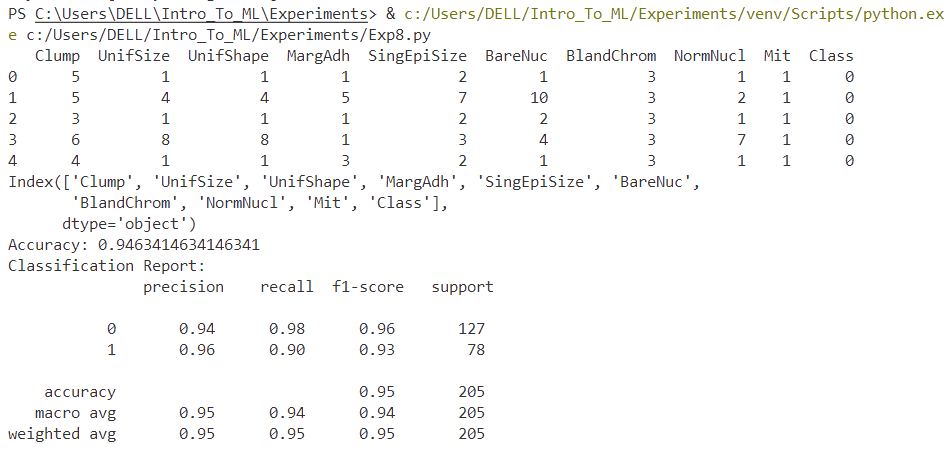 PS C:\Users\DELL\Intro_To_ML\Experiments> & c:/Users/DELL/Intro_To_ML/Experiments/venv/Scripts/python.ex
e c:/Users/DELL/Intro_To_ML/Experiments/Exp8.py
   Clump  UnifSize  UnifShape  MargAdh  SingEpiSize  BareNuc  BlandChrom  NormNucl  Mit  Class
0      5         1          1        1            2        1           3         1    1      0
1      5         4          4        5            7       10           3         2    1      0
2      3         1          1        1            2        2           3         1    1      0
3      6         8          8        1            3        4           3         7    1      0
4      4         1          1        3            2        1           3         1    1      0
Index(['Clump', 'UnifSize', 'UnifShape', 'MargAdh', 'SingEpiSize', 'BareNuc',
       'BlandChrom', 'NormNucl', 'Mit', 'Class'],
      dtype='object')
Accuracy: 0.9463414634146341
Classification Report:
              precision    recall  f1-score   support

           0       0.94      0.98      0.96       127
           1       0.96      0.90      0.93        78

    accuracy                           0.95       205
   macro avg       0.95      0.94      0.94       205
weighted avg       0.95      0.95      0.95       205